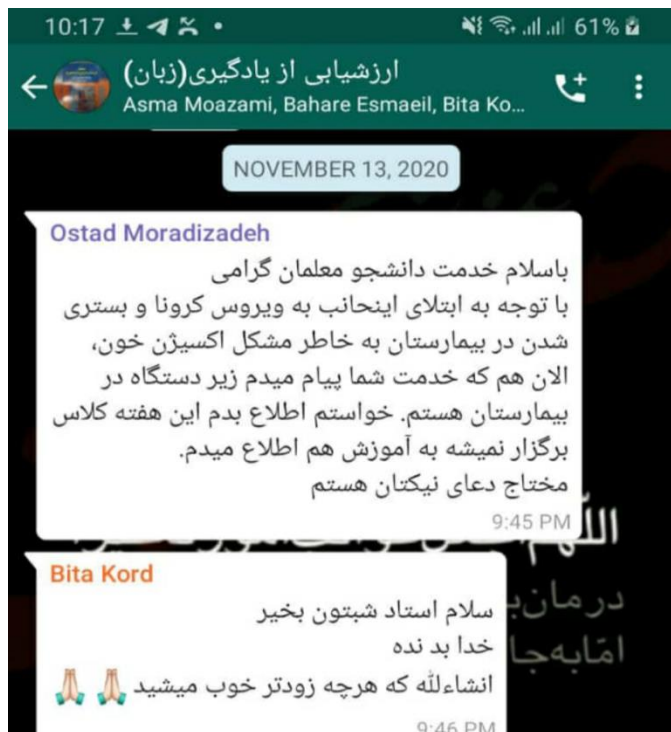 10:17
61%
ارزشیابی از یادگیری(زبان)
Asma Moazami, Bahare Esmaeil, Bita Ko...
NOVEMBER 13, 2020
Ostad Moradizadeh
باسلام خدمت دانشجو معلمان گرامی
با توجه به ابتلای اینحانب به ویروس کرونا و بستری
شدن در بیمارستان به خاطر مشکل اکسیژن خون،
الان هم که خدمت شما پیام میدم زیر دستگاه در
بیمارستان هستم. خواستم اطلاع بدم این هفته کلاس
برگزار نمیشه به آموزش هم اطلاع میدم.
مختاج دعای نیکتان هستم
9:45 PM
Bita Kord
سلام استاد شبتون بخیر
خدا بد نده
انشاءلله که هرچه زودتر خوب میشید
9:46 PM